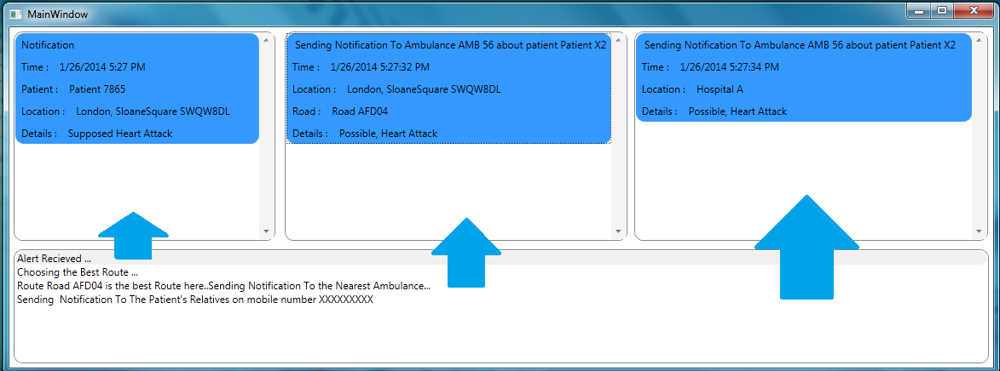 MainWindow
Notification
Time : 1/26/2014 5:27 PM
Patient : Patient 7865
Location : London, SloaneSquare SWQW8DL
Details : Supposed Heart Attack
Sending Notification To Ambulance AMB 56 about patient Patient X2
Time : 1/26/2014 5:27:32 PM
Location : London, SloaneSquare SWQW8DL
Road : Road AFD04
Details : Possible, Heart Attack
Sending Notification To Ambulance AMB 56 about patient Patient X2
Time : 1/26/2014 5:27:34 PM
Location : Hospital A
Details : Possible, Heart Attack
Alert Recieved ...
Choosing the Best Route ...
Route Road AFD04 is the best Route here..Sending Notification To the Nearest Ambulance...
Sending Notification To The Patient's Relatives on mobile number XXXXXXXXX